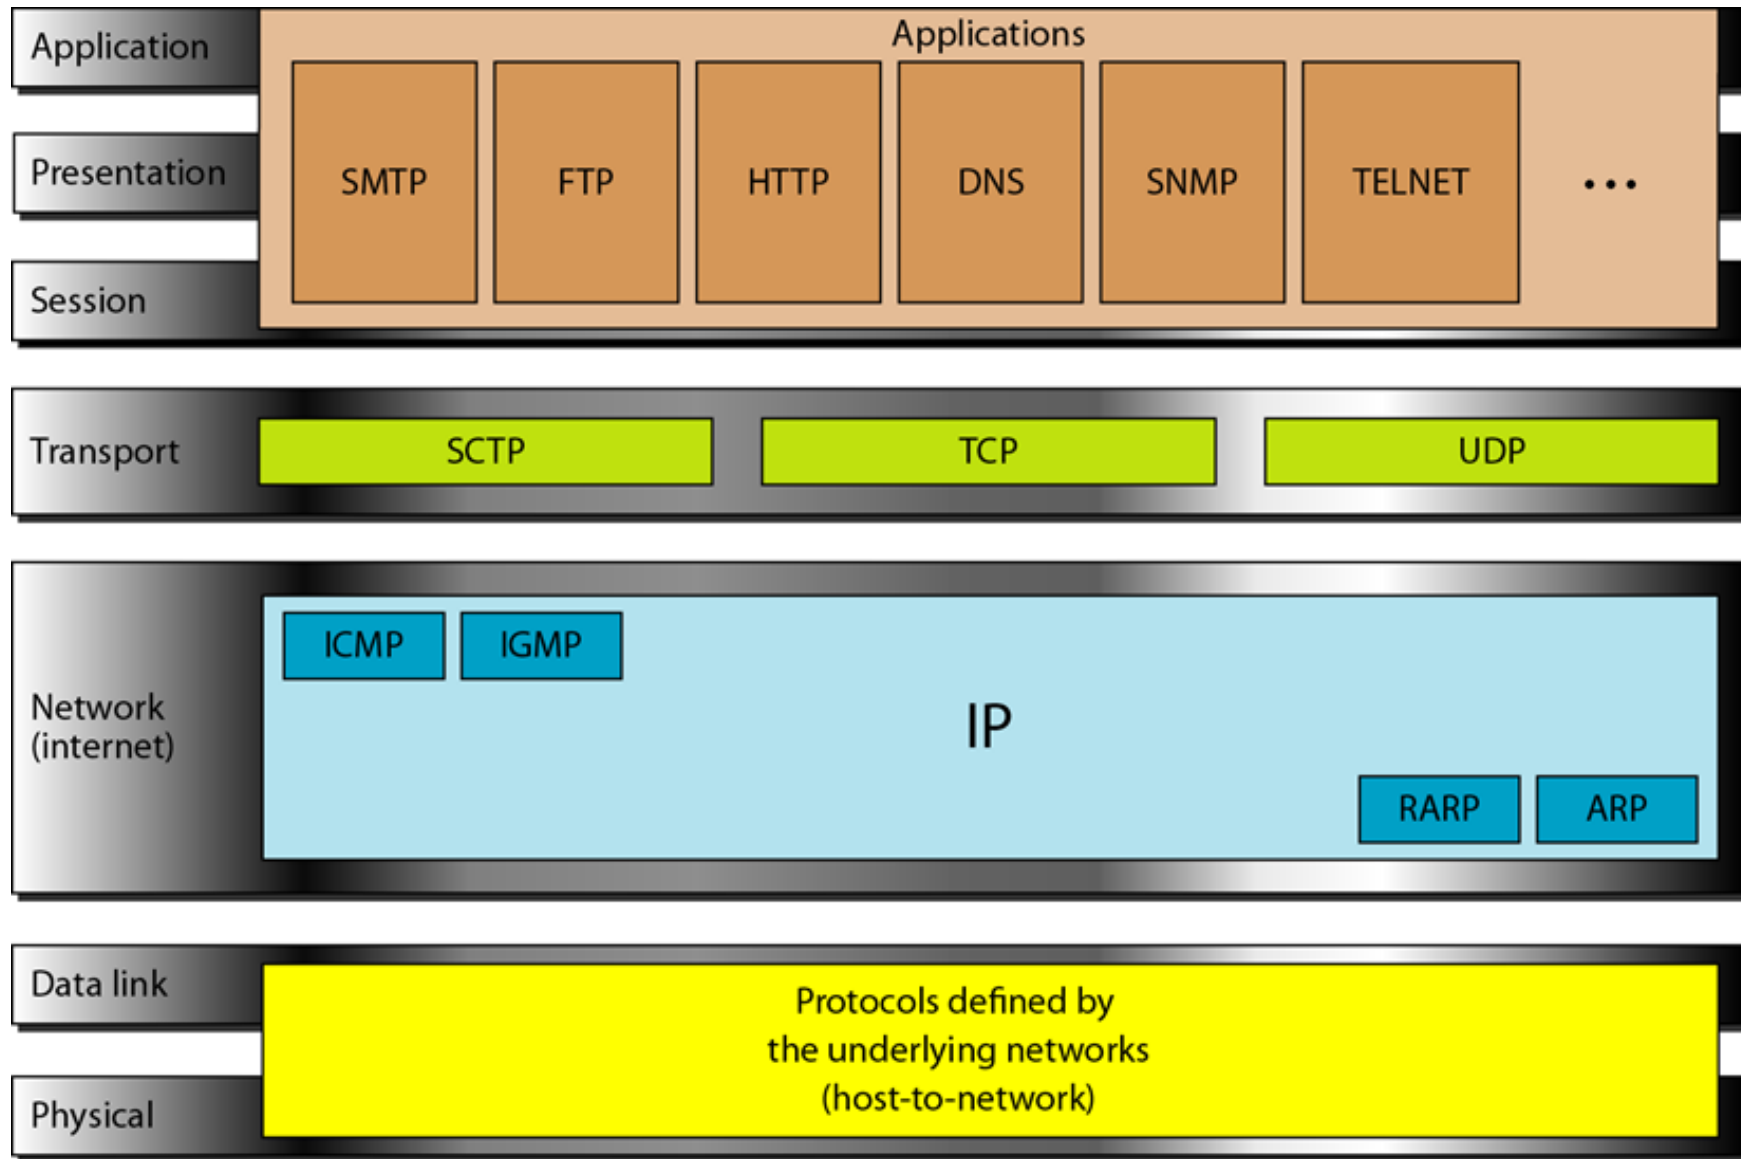 Application
Applications
Presentation
SMTP
FTP
HTTP
DNS
SNMP
TELNET
...
Session
Transport
SCTP
TCP
UDP
Network
(internet)
ICMP
IGMP
IP
RARP
ARP
Data link
Protocols defined by
the underlying networks
(host-to-network)
Physical